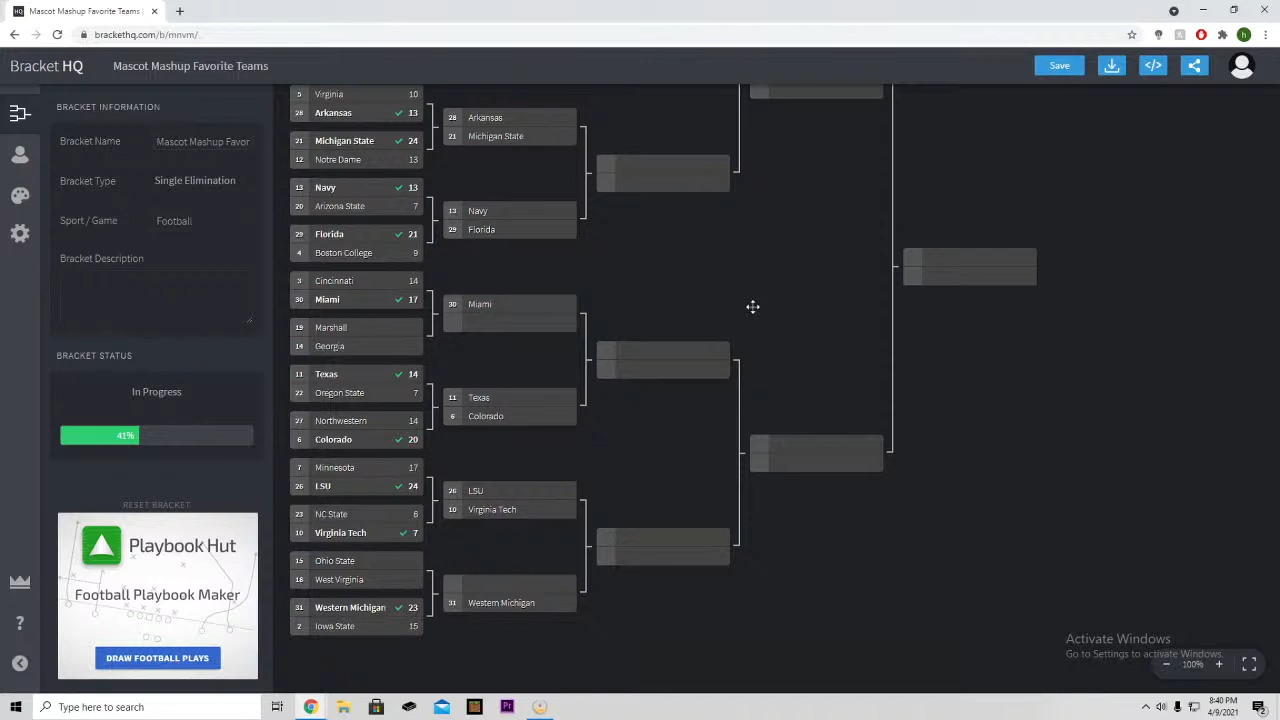 Mascot Mashup Favorite Teams
brackethq.com/b/mnvm/
Bracket HQ
Mascot Mashup Favorite Teams
Save
BRACKET INFORMATION
Bracket Name
Mascot Mashup Favor
Bracket Type
Single Elimination
Sport / Game
Football
Bracket Description
BRACKET STATUS
In Progress
41%
RESET BRACKET
Playbook Hut
Football Playbook Maker
DRAW FOOTBALL PLAYS
5 Virginia 10
28 Arkansas 13
21 Michigan State 24
12 Notre Dame 13
13 Navy 13
20 Arizona State 7
29 Florida 21
4 Boston College 9
3 Cincinnati 14
30 Miami 17
19 Marshall
14 Georgia
11 Texas 14
22 Oregon State 7
27 Northwestern 14
6 Colorado 20
7 Minnesota 17
26 LSU 24
23 NC State 6
10 Virginia Tech 7
15 Ohio State
18 West Virginia
31 Western Michigan 23
2 Iowa State 15
28 Arkansas
21 Michigan State
13 Navy
29 Florida
30 Miami
11 Texas
6 Colorado
26 LSU
10 Virginia Tech
31 Western Michigan
Activate Windows
Go to Settings to activate Windows.
100%
Type here to search
8:40 PM
4/9/2021